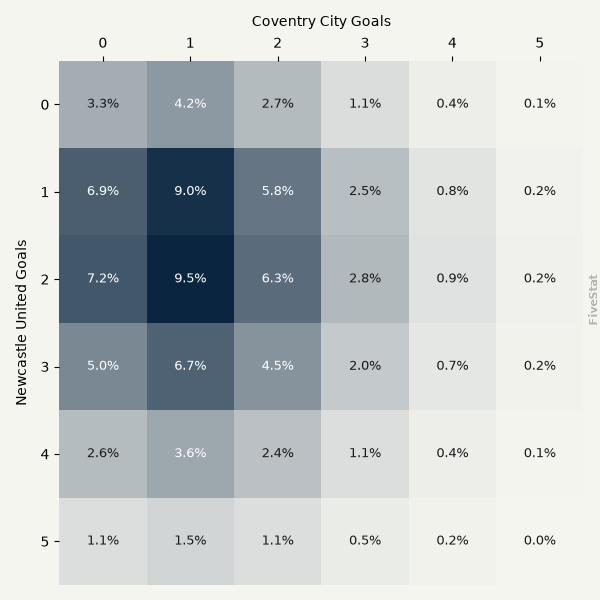 Coventry City Goals
0 1 2 3 4 5
0 3.3% 4.2% 2.7% 1.1% 0.4% 0.1%
1 6.9% 9.0% 5.8% 2.5% 0.8% 0.2%
2 7.2% 9.5% 6.3% 2.8% 0.9% 0.2%
3 5.0% 6.7% 4.5% 2.0% 0.7% 0.2%
4 2.6% 3.6% 2.4% 1.1% 0.4% 0.1%
5 1.1% 1.5% 1.1% 0.5% 0.2% 0.0%
Newcastle United Goals
FiveStat